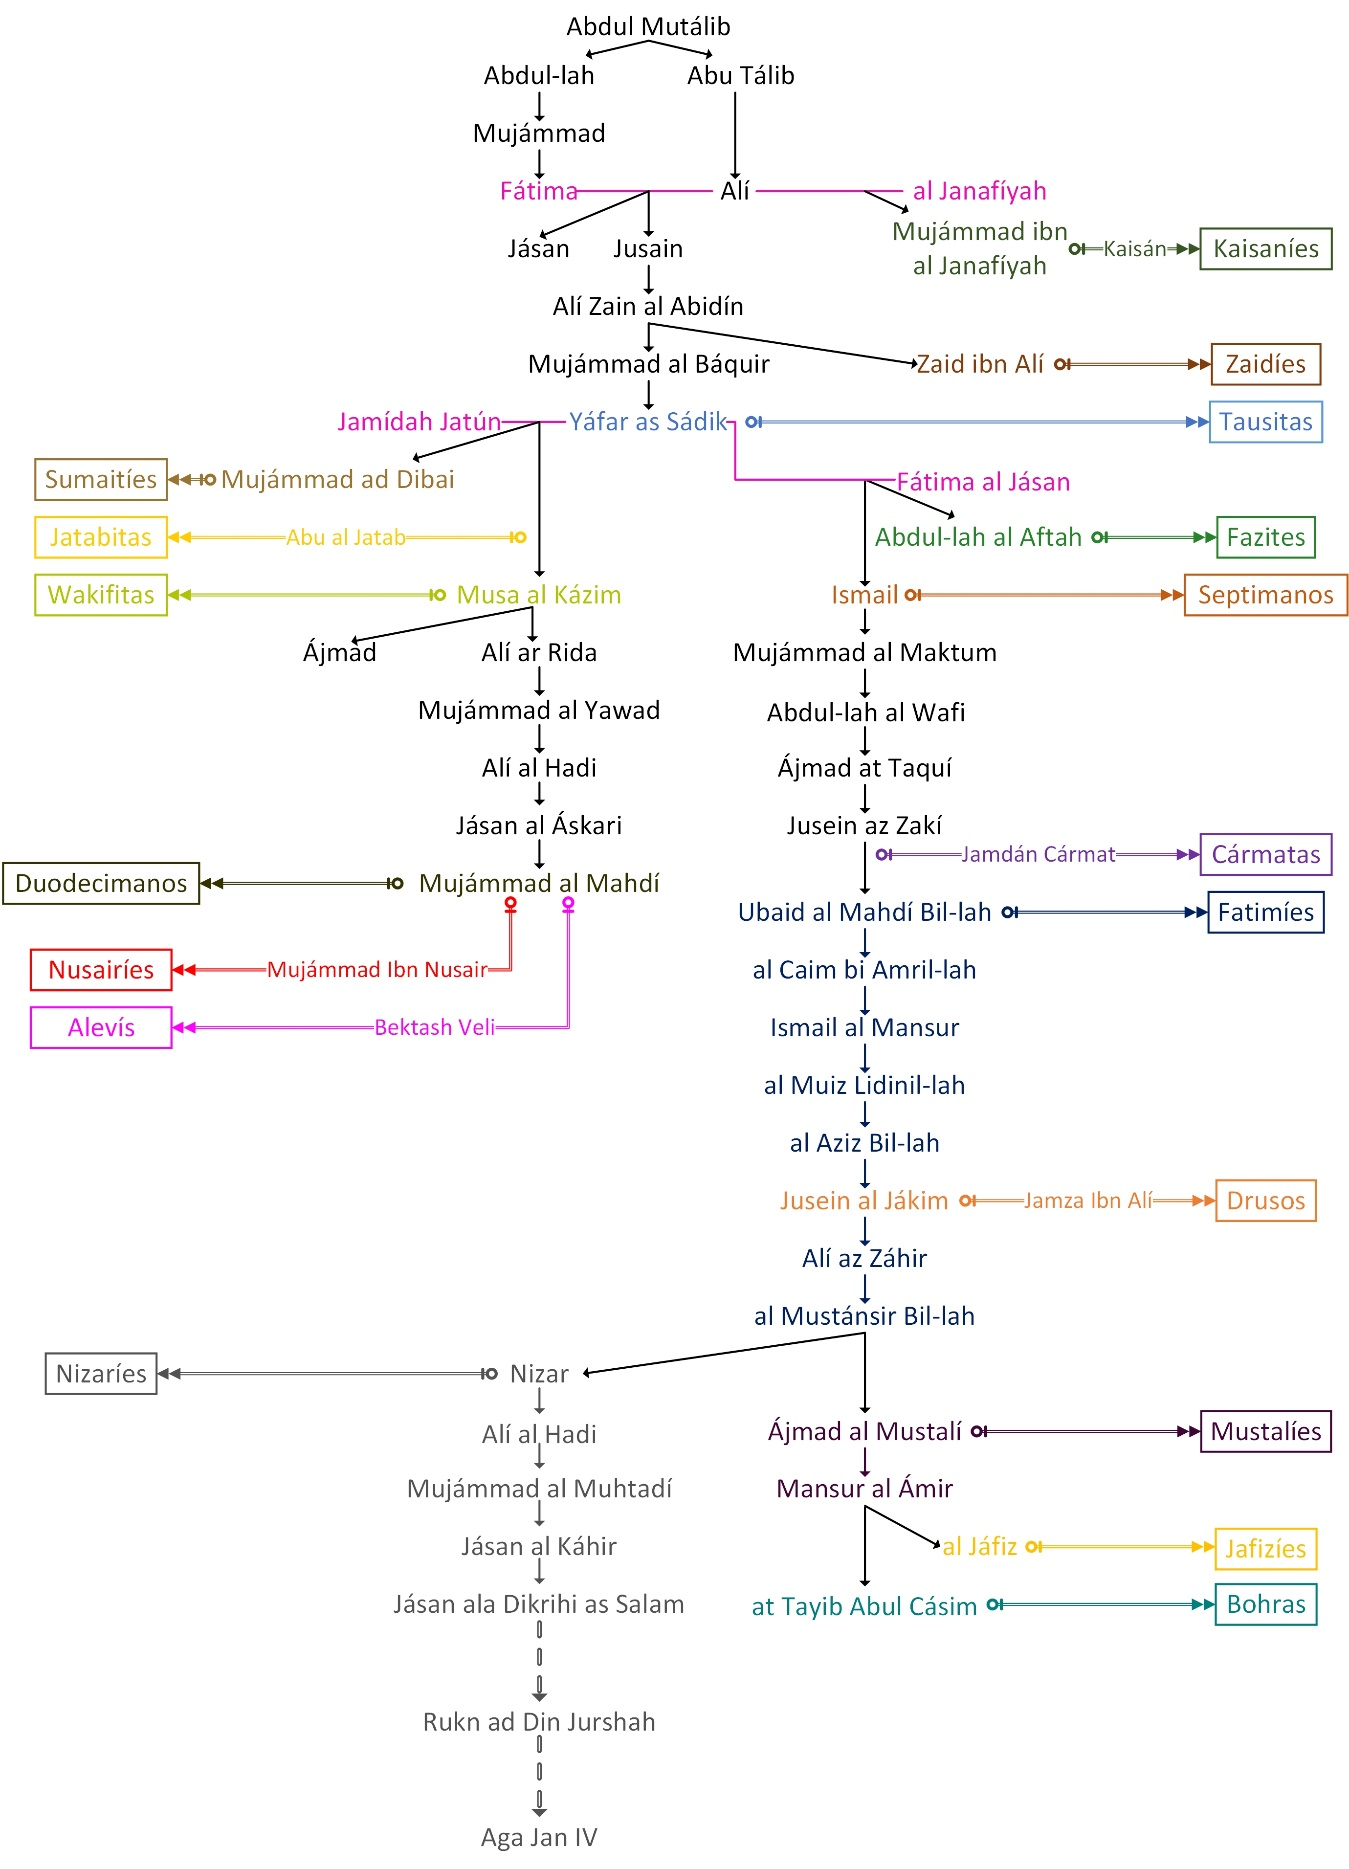 Abdul Mutálib
Abdul-lah
Abu Tálib
Mujámmad
Fátima
Alí
al Janafíyah
Jásan
Jusain
Mujámmad ibn
al Janafíyah
Kaisán
Kaisaníes
Alí Zain al Abidín
Mujámmad al Báquir
Zaid ibn Alí
Zaidíes
Jamídah Jatún
Yáfar as Sádik
Tausitas
Sumaitíes
Mujámmad ad Dibai
Fátima al Jásan
Jatabitas
Abu al Jatab
Abdul-lah al Aftah
Fazites
Wakifitas
Musa al Kázim
Ismail
Septimanos
Ájmad
Alí ar Rida
Mujámmad al Maktum
Mujámmad al Yawad
Abdul-lah al Wafi
Alí al Hadi
Ájmad at Taquí
Jásan al Áskari
Jusein az Zakí
Jamdán Cármat
Cármatas
Duodecimanos
Mujámmad al Mahdí
Ubaid al Mahdí Bil-lah
Fatimíes
Nusairíes
Mujámmad Ibn Nusair
al Caim bi Amril-lah
Alevís
Bektash Veli
Ismail al Mansur
al Muiz Lidinil-lah
al Aziz Bil-lah
Jusein al Jákim
Jamza Ibn Alí
Drusos
Alí az Záhir
al Mustánsir Bil-lah
Nizaríes
Nizar
Alí al Hadi
Ájmad al Mustalí
Mustalíes
Mujámmad al Muhtadí
Mansur al Ámir
Jásan al Káhir
al Jáfiz
Jafizíes
Jásan ala Dikrihi as Salam
at Tayib Abul Cásim
Bohras
Rukn ad Din Jurshah
Aga Jan IV